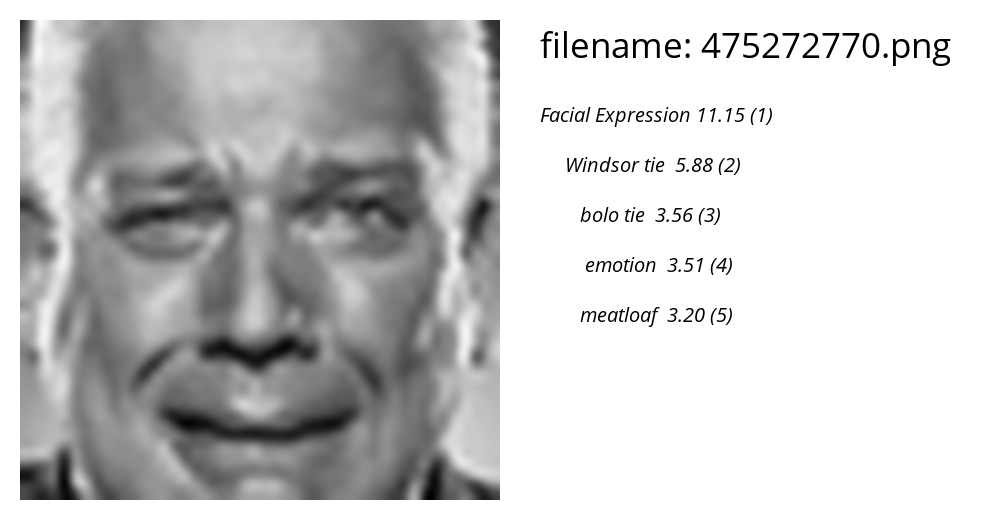 filename: 475272770.png
Facial Expression 11.15 (1)
Windsor tie 5.88 (2)
bolo tie 3.56 (3)
emotion 3.51 (4)
meatloaf 3.20 (5)